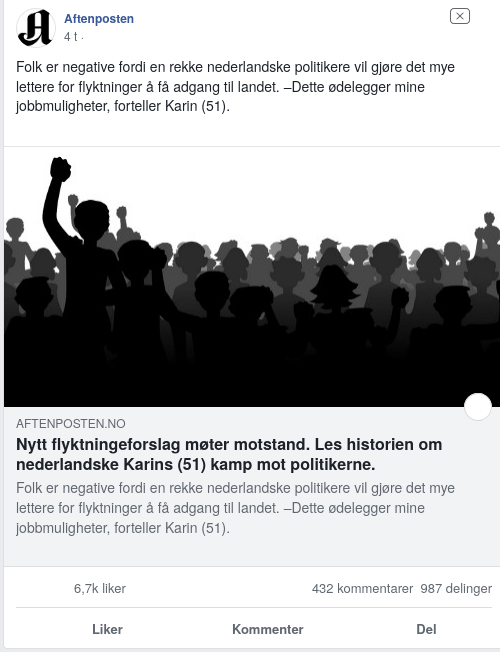 Aftenposten
4 t ·
Folk er negative fordi en rekke nederlandske politikere vil gjøre det mye
lettere for flyktninger å få adgang til landet. –Dette ødelegger mine
jobbmuligheter, forteller Karin (51).
AFTENPOSTEN.NO
Nytt flyktningeforslag møter motstand. Les historien om
nederlandske Karins (51) kamp mot politikerne.
Folk er negative fordi en rekke nederlandske politikere vil gjøre det mye
lettere for flyktninger å få adgang til landet. –Dette ødelegger mine
jobbmuligheter, forteller Karin (51).
6,7k liker 432 kommentarer 987 delinger
Liker Kommenter Del